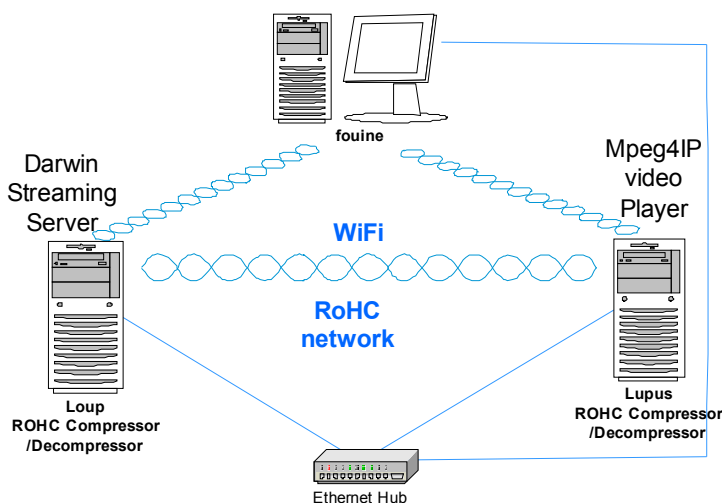 fouine
Darwin
Streaming
Server
Mpeg4IP
video
Player
WiFi
RoHC
network
Loup
ROHC Compressor
/Decompressor
Lupus
ROHC Compressor
/Decompressor
Ethernet Hub